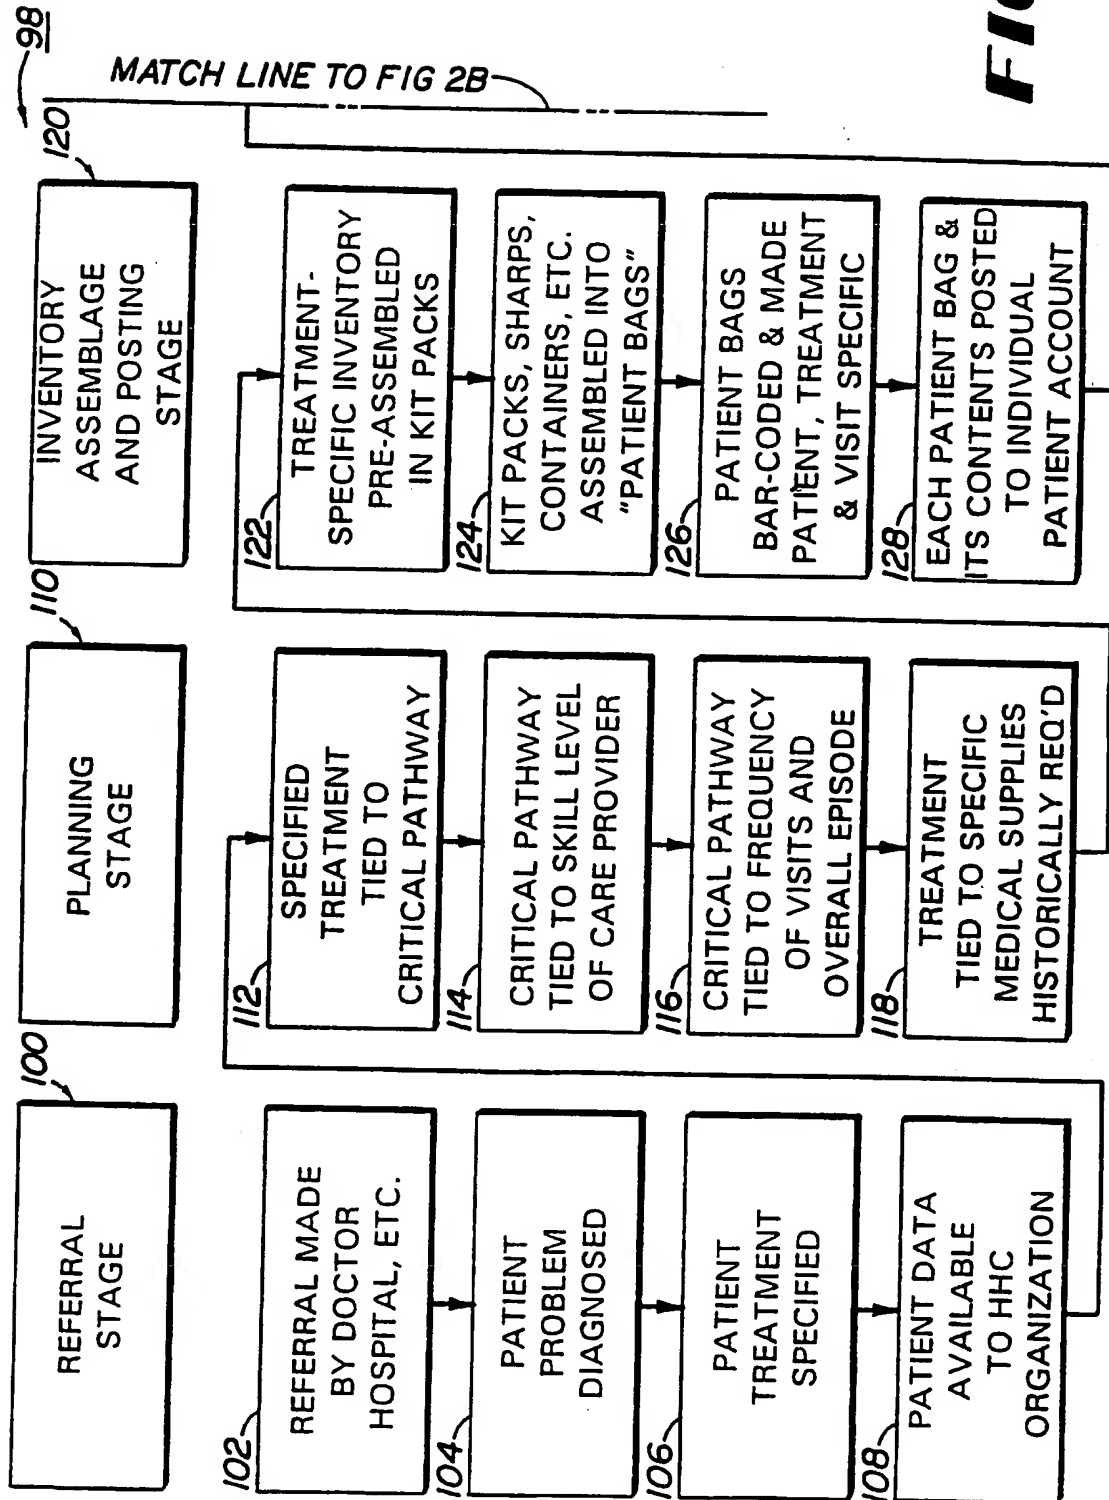 98
MATCH LINE TO FIG 2B
FIG
100
REFERRAL
STAGE
102
REFERRAL MADE
BY DOCTOR
HOSPITAL, ETC.
104
PATIENT
PROBLEM
DIAGNOSED
106
PATIENT
TREATMENT
SPECIFIED
108
PATIENT DATA
AVAILABLE
TO HHC
ORGANIZATION
110
PLANNING
STAGE
112
SPECIFIED
TREATMENT
TIED TO
CRITICAL PATHWAY
114
CRITICAL PATHWAY
TIED TO SKILL LEVEL
OF CARE PROVIDER
116
CRITICAL PATHWAY
TIED TO FREQUENCY
OF VISITS AND
OVERALL EPISODE
118
TREATMENT
TIED TO SPECIFIC
MEDICAL SUPPLIES
HISTORICALLY REQ'D
120
INVENTORY
ASSEMBLAGE
AND POSTING
STAGE
122
TREATMENT-
SPECIFIC INVENTORY
PRE-ASSEMBLED
IN KIT PACKS
124
KIT PACKS, SHARPS,
CONTAINERS, ETC.
ASSEMBLED INTO
"PATIENT BAGS"
126
PATIENT BAGS
BAR-CODED & MADE
PATIENT, TREATMENT
& VISIT SPECIFIC
128
EACH PATIENT BAG &
ITS CONTENTS POSTED
TO INDIVIDUAL
PATIENT ACCOUNT